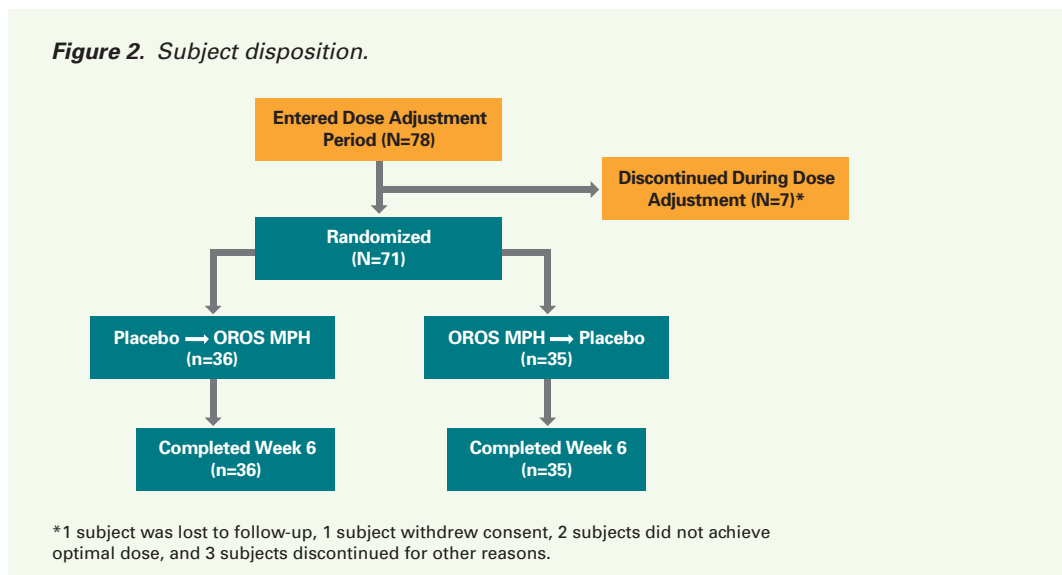 Figure 2. Subject disposition.
Entered Dose Adjustment
Period (N=78)
Discontinued During Dose
Adjustment (N=7)*
Randomized
(N=71)
Placebo → OROS MPH
(n=36)
OROS MPH → Placebo
(n=35)
Completed Week 6
(n=36)
Completed Week 6
(n=35)
*1 subject was lost to follow-up, 1 subject withdrew consent, 2 subjects did not achieve
optimal dose, and 3 subjects discontinued for other reasons.